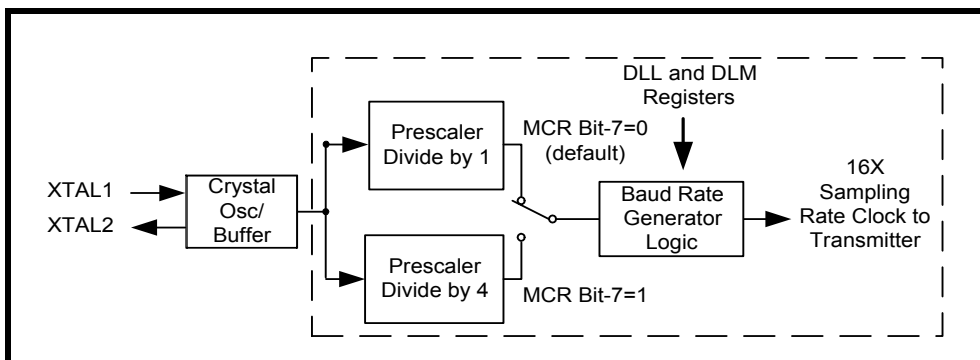 DLL and DLM
Registers
Prescaler
Divide by 1
MCR Bit-7=0
(default)
XTAL1
XTAL2
Crystal
Osc/
Buffer
Baud Rate
Generator
Logic
16X
Sampling
Rate Clock to
Transmitter
Prescaler
Divide by 4
MCR Bit-7=1